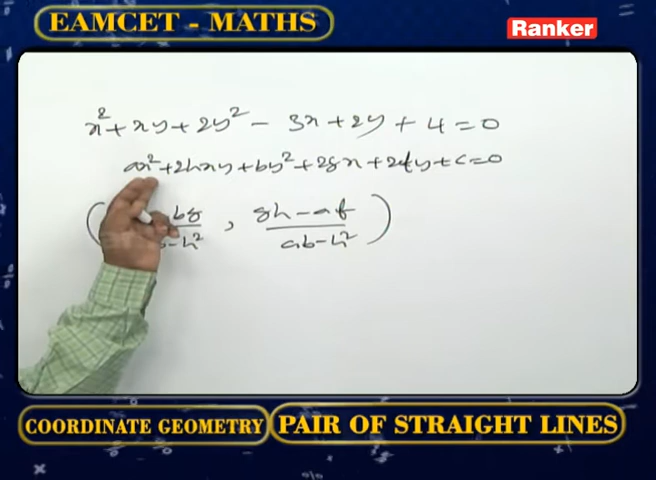 EAMCET - MATHS
Ranker
x² + xy + 2y² - 3x + 2y + 4 = 0
ax² + 2hxy + by² + 2gx + 2fy + c = 0
( bg / -h² , gh - af / ab - h² )
COORDINATE GEOMETRY PAIR OF STRAIGHT LINES